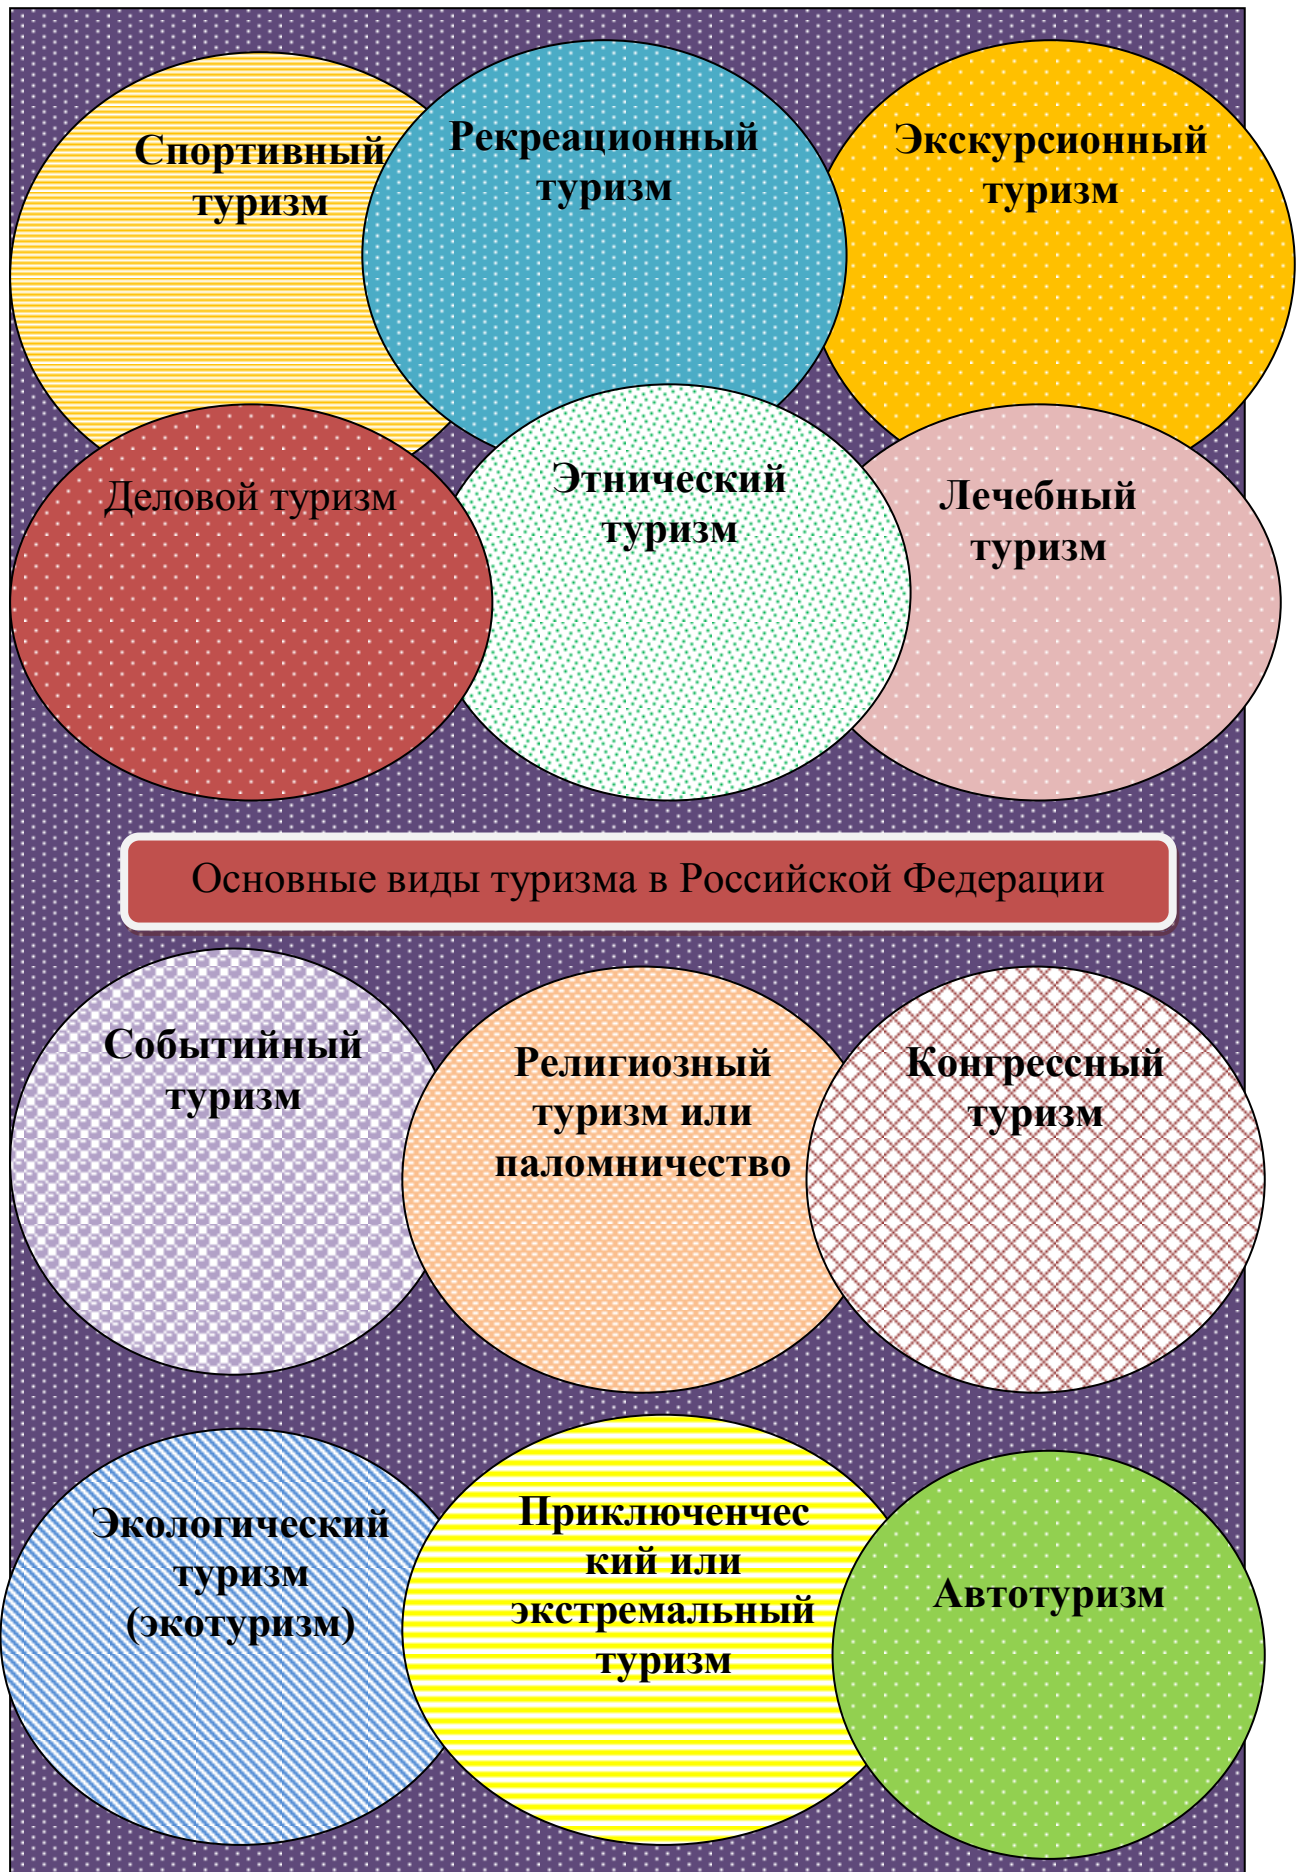 Спортивный
туризм
Рекреационный
туризм
Экскурсионный
туризм
Деловой туризм
Этнический
туризм
Лечебный
туризм
Основные виды туризма в Российской Федерации
Событийный
туризм
Религиозный
туризм или
паломничество
Конгрессный
туризм
Экологический
туризм
(экотуризм)
Приключенчес
кий или
экстремальный
туризм
Автотуризм